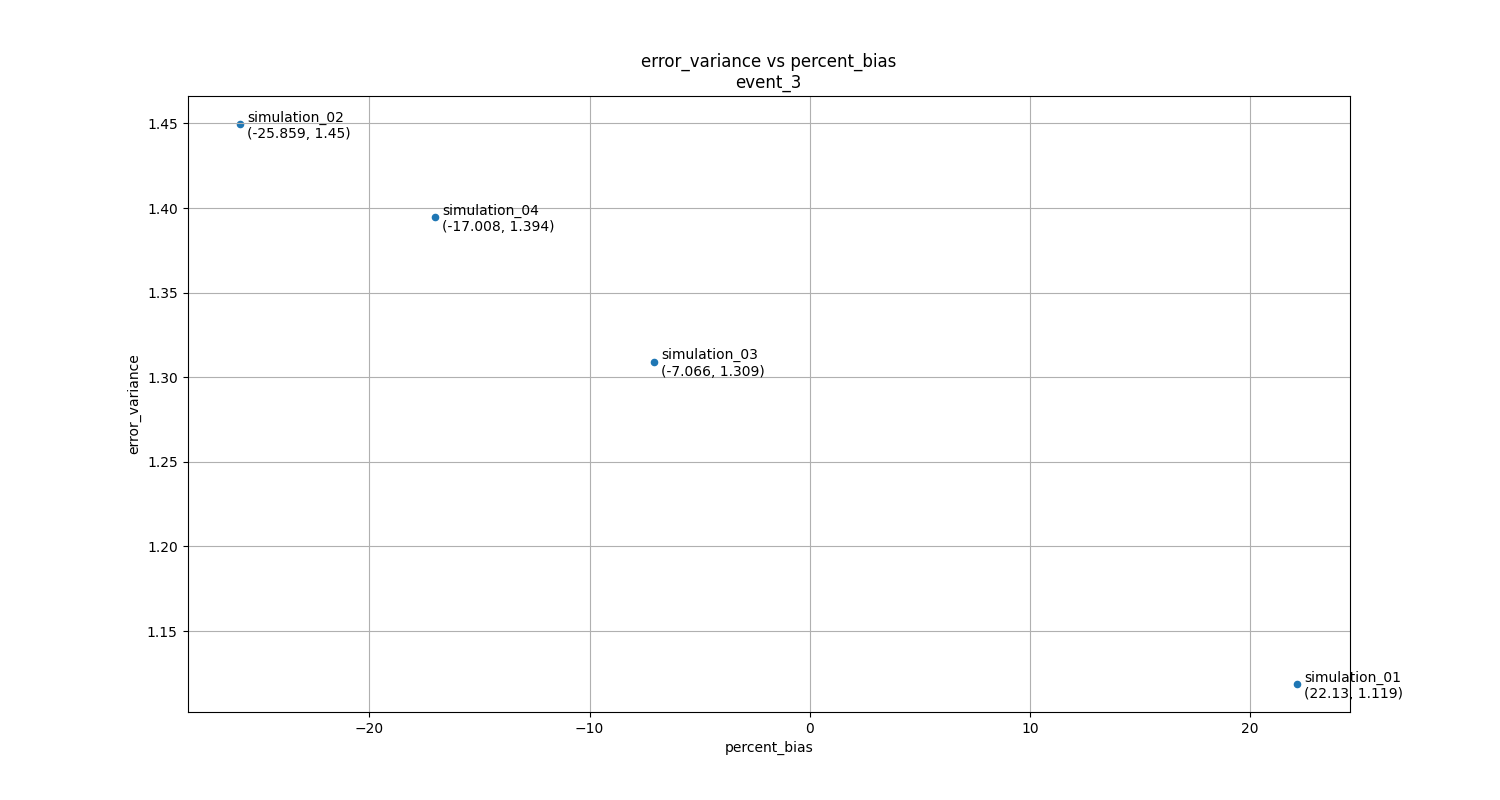 error_variance vs percent_bias
event_3
simulation_02
(-25.859, 1.45)
simulation_04
(-17.008, 1.394)
simulation_03
(-7.066, 1.309)
simulation_01
(22.13, 1.119)
1.45
1.40
1.35
1.30
1.25
1.20
1.15
error_variance
−20
−10
0
10
20
percent_bias